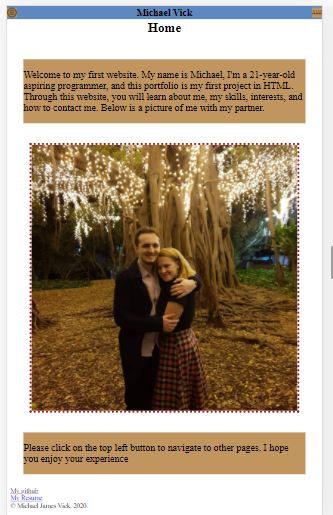 Michael Vick
Home
Welcome to my first website. My name is Michael, I'm a 21-year-old
aspiring programmer, and this portfolio is my first project in HTML.
Through this website, you will learn about me, my skills, interests, and
how to contact me. Below is a picture of me with my partner.
Please click on the top left button to navigate to other pages. I hope
you enjoy your experience
My github
My Resume
© Michael James Vick. 2020.